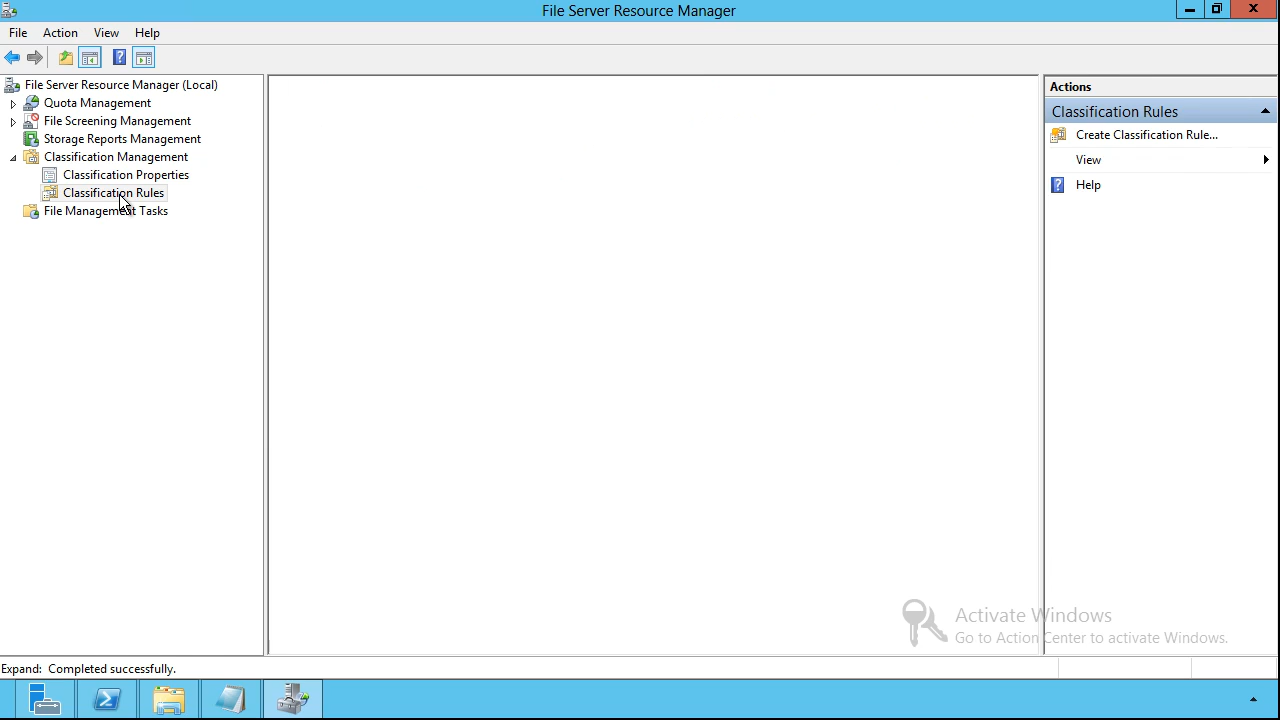 File Server Resource Manager
File Action View Help
File Server Resource Manager (Local)
Quota Management
File Screening Management
Storage Reports Management
Classification Management
Classification Properties
Classification Rules
File Management Tasks
Actions
Classification Rules
Create Classification Rule...
View
Help
Activate Windows
Go to Action Center to activate Windows.
Expand: Completed successfully.